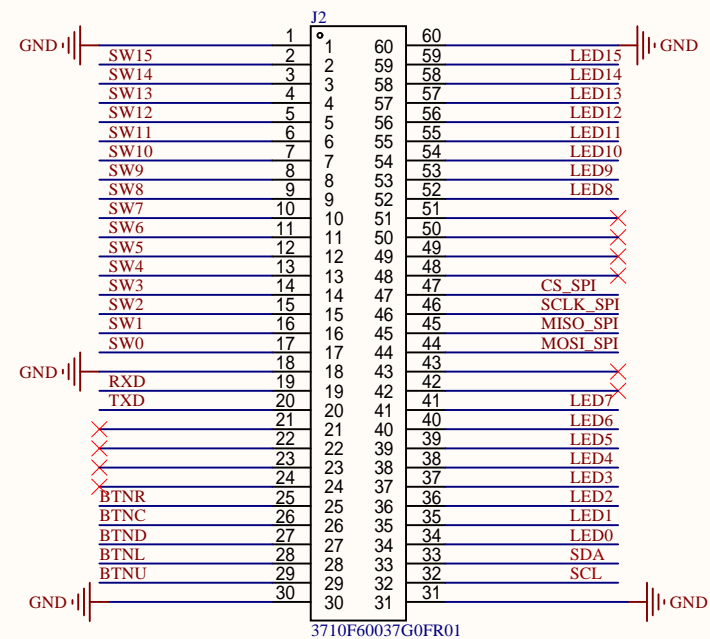 J2
GND 1 1 60 60 GND
SW15 2 2 59 59 LED15
SW14 3 3 58 58 LED14
SW13 4 4 57 57 LED13
SW12 5 5 56 56 LED12
SW11 6 6 55 55 LED11
SW10 7 7 54 54 LED10
SW9 8 8 53 53 LED9
SW8 9 9 52 52 LED8
SW7 10 10 51 51
SW6 11 11 50 50
SW5 12 12 49 49
SW4 13 13 48 48
SW3 14 14 47 47 CS_SPI
SW2 15 15 46 46 SCLK_SPI
SW1 16 16 45 45 MISO_SPI
SW0 17 17 44 44 MOSI_SPI
GND 18 18 43 43
RXD 19 19 42 42
TXD 20 20 41 41 LED7
21 21 40 40 LED6
22 22 39 39 LED5
23 23 38 38 LED4
24 24 37 37 LED3
BTNR 25 25 36 36 LED2
BTNC 26 26 35 35 LED1
BTND 27 27 34 34 LED0
BTNL 28 28 33 33 SDA
BTNU 29 29 32 32 SCL
GND 30 30 31 31 GND
3710F60037G0FR01